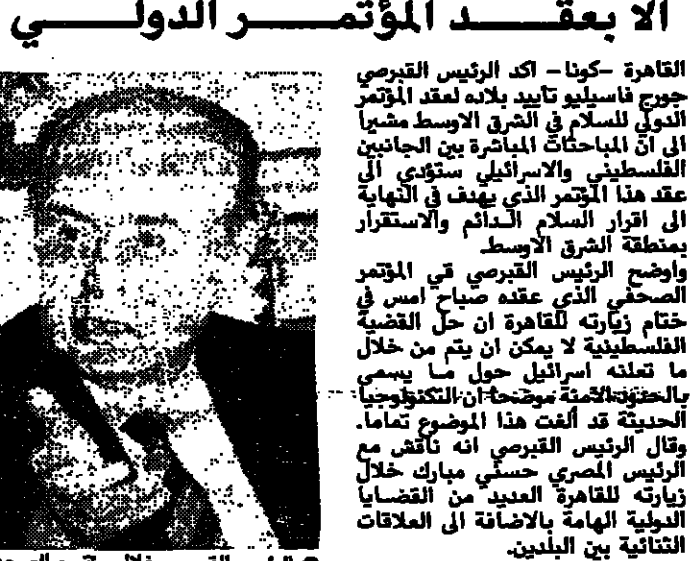 الا بعقد المؤتمر الدولي
القاهرة -كونا- اكد الرئيس القبرصي
جورج فاسيليو تأييد بلاده لعقد المؤتمر
الدولي للسلام في الشرق الاوسط مشيرا
الى ان المباحثات المباشرة بين الجانبين
الفلسطيني والاسرائيلي ستؤدي الى
عقد هذا المؤتمر الذي يهدف في النهاية
الى اقرار السلام الدائم والاستقرار
بمنطقة الشرق الاوسط.
واوضح الرئيس القبرصي في المؤتمر
الصحفي الذي عقده صباح امس في
ختام زيارته للقاهرة ان حل القضية
الفلسطينية لا يمكن ان يتم من خلال
ما تعلنه اسرائيل حول ما يسمى
بالحدود الآمنة موضحا ان التكنولوجيا
الحديثة قد ألغت هذا الموضوع تماما.
وقال الرئيس القبرصي انه ناقش مع
الرئيس المصري حسني مبارك خلال
زيارته للقاهرة العديد من القضايا
الدولية الهامة بالاضافة الى العلاقات
الثنائية بين البلدين.